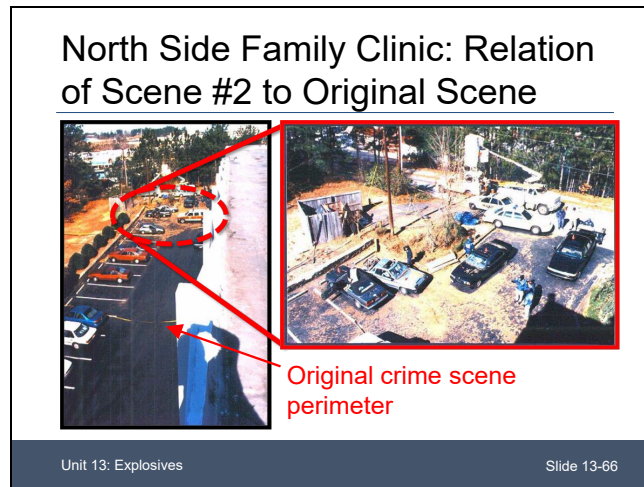 North Side Family Clinic: Relation
of Scene #2 to Original Scene
Original crime scene
perimeter
Unit 13: Explosives
Slide 13-66